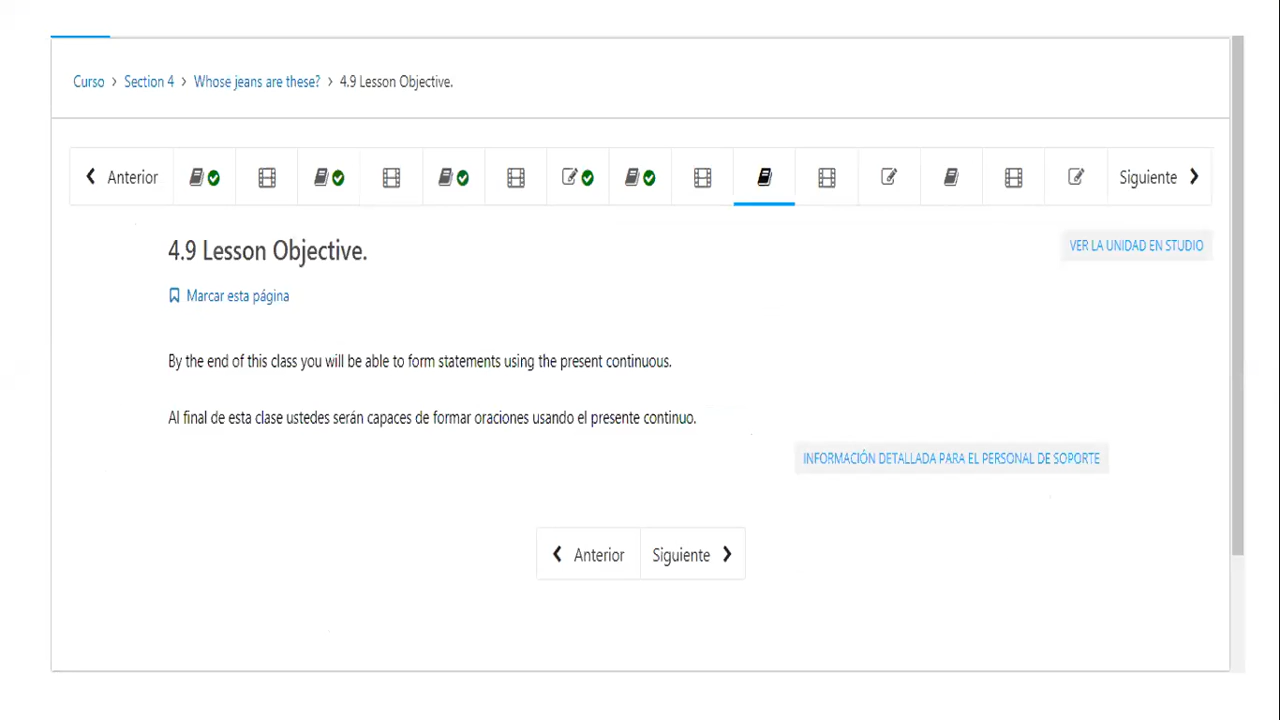 Curso > Section 4 > Whose jeans are these? > 4.9 Lesson Objective.
Anterior
Siguiente
4.9 Lesson Objective.
VER LA UNIDAD EN STUDIO
Marcar esta página
By the end of this class you will be able to form statements using the present continuous.
Al final de esta clase ustedes serán capaces de formar oraciones usando el presente continuo.
INFORMACIÓN DETALLADA PARA EL PERSONAL DE SOPORTE
Anterior
Siguiente